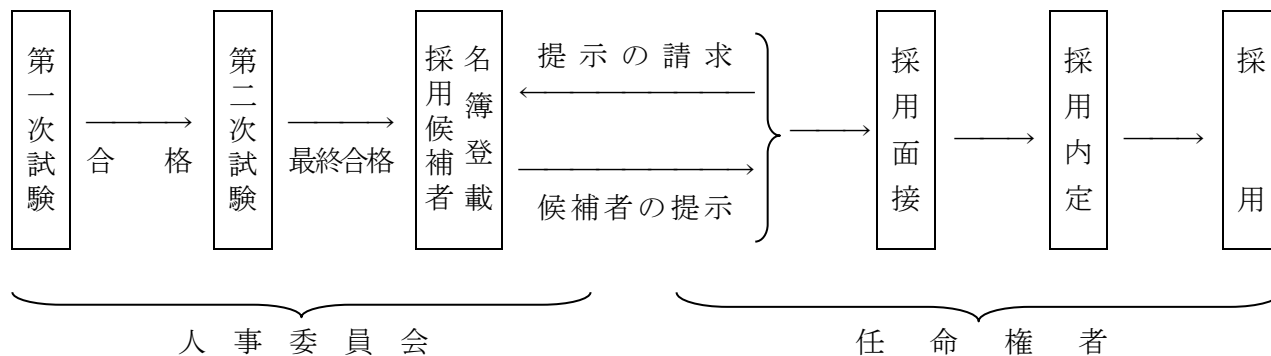 第一次試験
合格
第二次試験
最終合格
採用候補者
名簿登載
提示の請求
候補者の提示
採用面接
採用内定
採用
人事委員会
任命権者